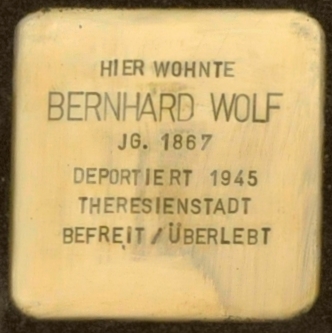 HIER WOHNTE
BERNHARD WOLF
JG. 1867
DEPORTIERT 1945
THERESIENSTADT
BEFREIT / ÜBERLEBT